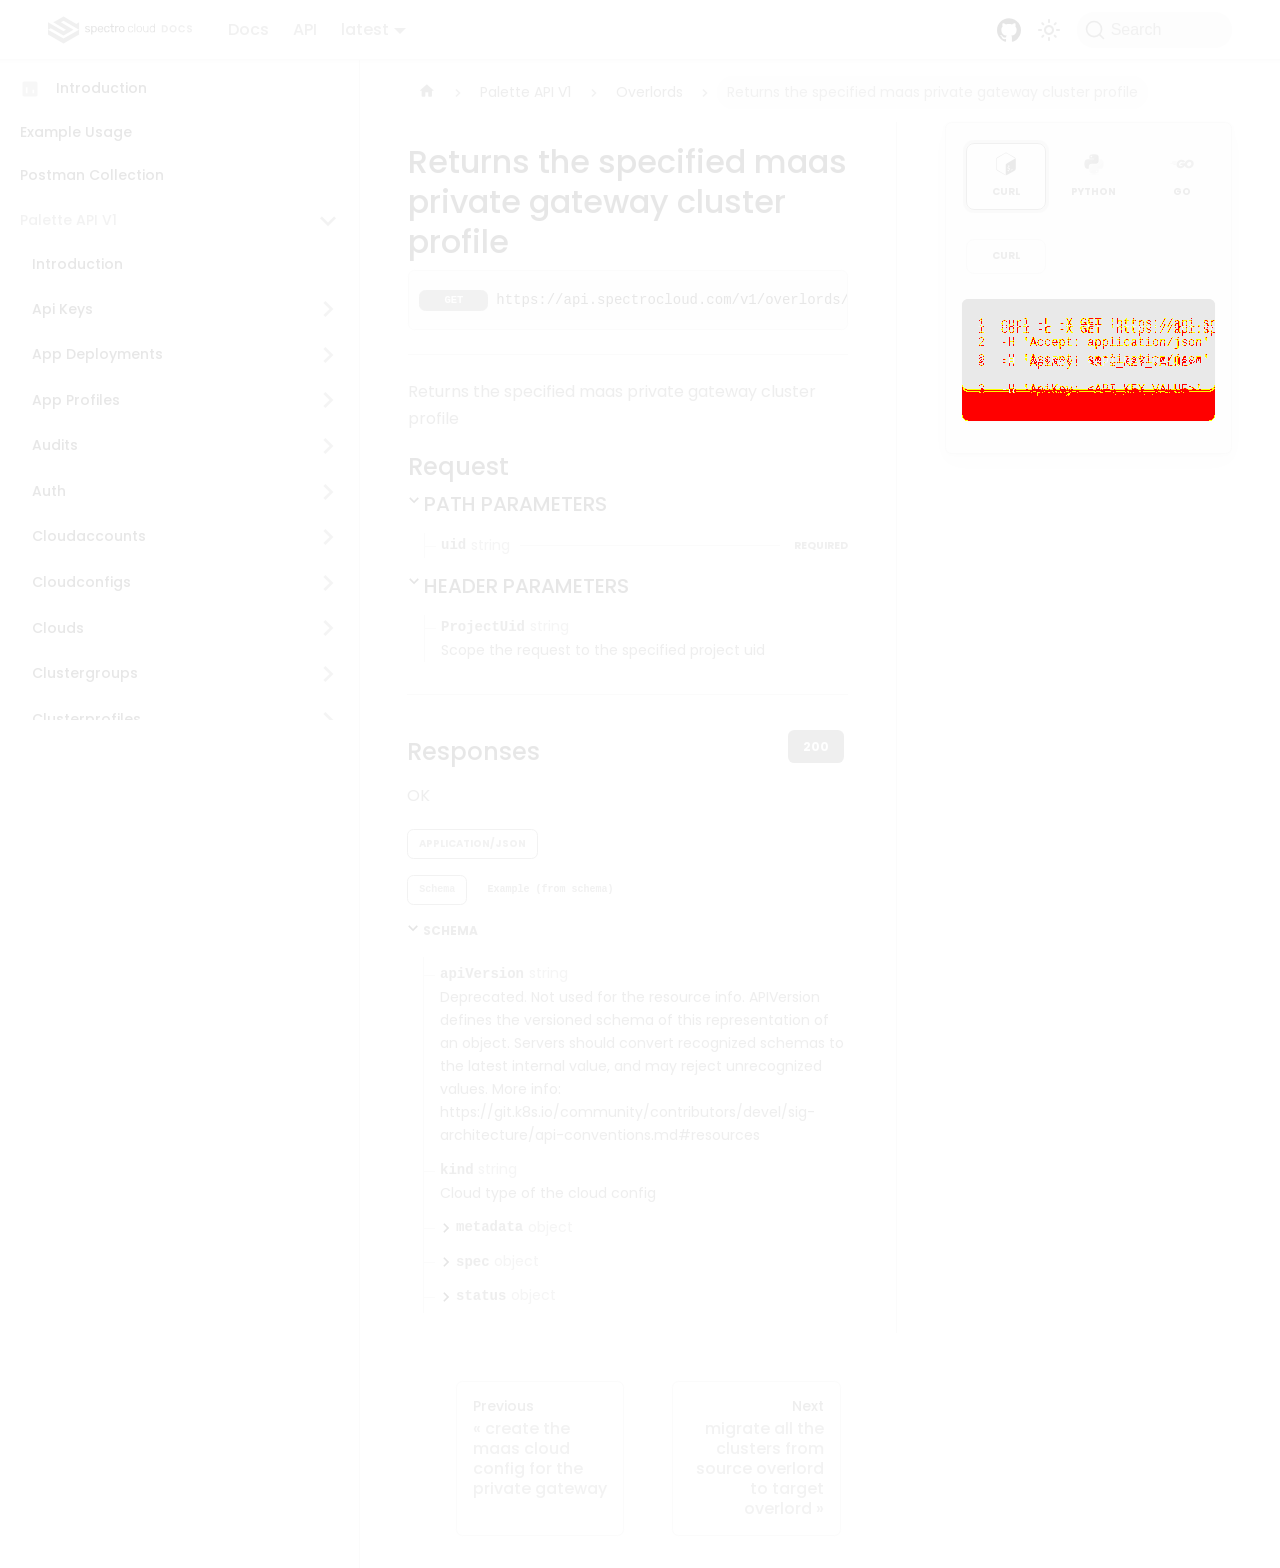 spectro cloud DOCS
Docs
API
latest
Search
Introduction
Example Usage
Postman Collection
Palette API V1
Introduction
Api Keys
App Deployments
App Profiles
Audits
Auth
Cloudaccounts
Cloudconfigs
Clouds
Clustergroups
Clusterprofiles
Palette API V1
Overlords
Returns the specified maas private gateway cluster profile
Returns the specified maas
private gateway cluster
profile
GET https://api.spectrocloud.com/v1/overlords/
Returns the specified maas private gateway cluster
profile
Request
PATH PARAMETERS
uid string REQUIRED
HEADER PARAMETERS
ProjectUid string
Scope the request to the specified project uid
Responses
200
OK
APPLICATION/JSON
Schema Example (from schema)
SCHEMA
apiVersion string
Deprecated. Not used for the resource info. APIVersion
defines the versioned schema of this representation of
an object. Servers should convert recognized schemas to
the latest internal value, and may reject unrecognized
values. More info:
https://git.k8s.io/community/contributors/devel/sig-
architecture/api-conventions.md#resources
kind string
Cloud type of the cloud config
metadata object
spec object
status object
Previous
« create the
maas cloud
config for the
private gateway
Next
migrate all the
clusters from
source overlord
to target
overlord »
CURL
PYTHON
GO
CURL
2 -H 'Accept: application/json'
3 -H 'ApiKey: <API_KEY_VALUE>'